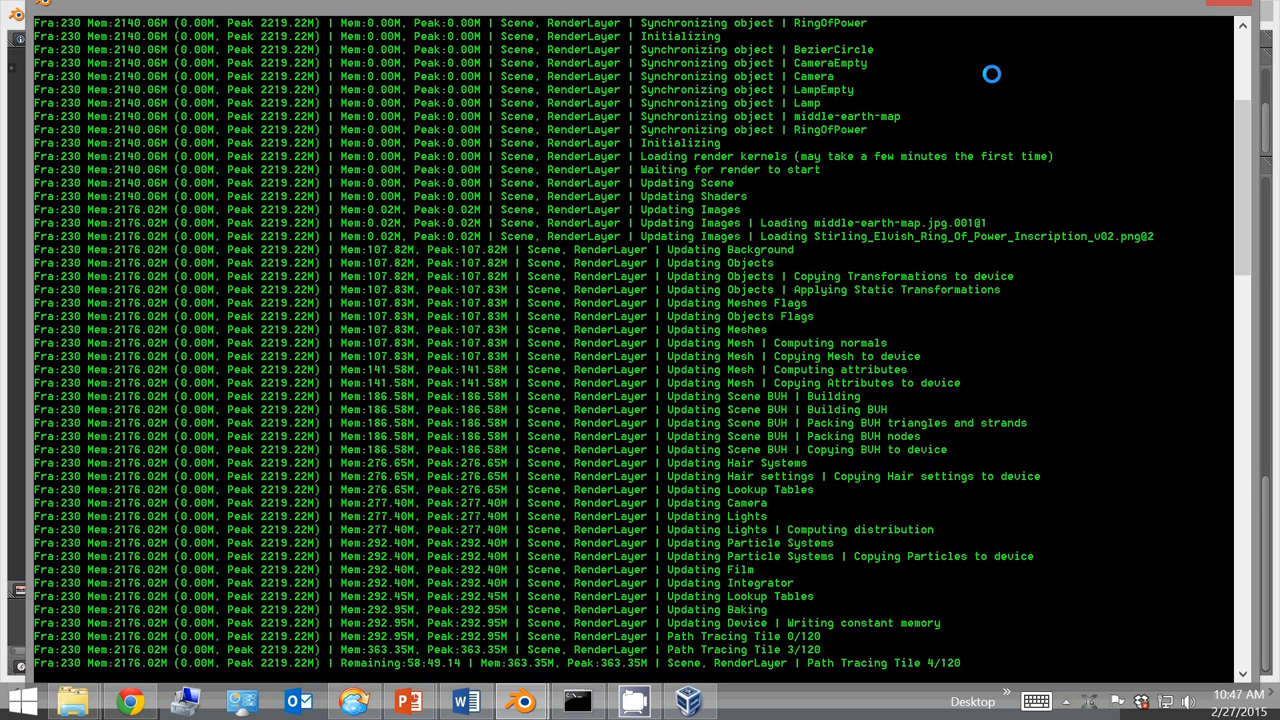 Fra:230 Mem:2140.06M (0.00M, Peak 2219.22M) | Mem:0.00M, Peak:0.00M | Scene, RenderLayer | Synchronizing object | RingOfPower
Fra:230 Mem:2140.06M (0.00M, Peak 2219.22M) | Mem:0.00M, Peak:0.00M | Scene, RenderLayer | Initializing
Fra:230 Mem:2140.06M (0.00M, Peak 2219.22M) | Mem:0.00M, Peak:0.00M | Scene, RenderLayer | Synchronizing object | BezierCircle
Fra:230 Mem:2140.06M (0.00M, Peak 2219.22M) | Mem:0.00M, Peak:0.00M | Scene, RenderLayer | Synchronizing object | CameraEmpty
Fra:230 Mem:2140.06M (0.00M, Peak 2219.22M) | Mem:0.00M, Peak:0.00M | Scene, RenderLayer | Synchronizing object | Camera
Fra:230 Mem:2140.06M (0.00M, Peak 2219.22M) | Mem:0.00M, Peak:0.00M | Scene, RenderLayer | Synchronizing object | LampEmpty
Fra:230 Mem:2140.06M (0.00M, Peak 2219.22M) | Mem:0.00M, Peak:0.00M | Scene, RenderLayer | Synchronizing object | Lamp
Fra:230 Mem:2140.06M (0.00M, Peak 2219.22M) | Mem:0.00M, Peak:0.00M | Scene, RenderLayer | Synchronizing object | middle-earth-map
Fra:230 Mem:2140.06M (0.00M, Peak 2219.22M) | Mem:0.00M, Peak:0.00M | Scene, RenderLayer | Synchronizing object | RingOfPower
Fra:230 Mem:2140.06M (0.00M, Peak 2219.22M) | Mem:0.00M, Peak:0.00M | Scene, RenderLayer | Initializing
Fra:230 Mem:2140.06M (0.00M, Peak 2219.22M) | Mem:0.00M, Peak:0.00M | Scene, RenderLayer | Loading render kernels (may take a few minutes the first time)
Fra:230 Mem:2140.06M (0.00M, Peak 2219.22M) | Mem:0.00M, Peak:0.00M | Scene, RenderLayer | Waiting for render to start
Fra:230 Mem:2140.06M (0.00M, Peak 2219.22M) | Mem:0.00M, Peak:0.00M | Scene, RenderLayer | Updating Scene
Fra:230 Mem:2140.06M (0.00M, Peak 2219.22M) | Mem:0.00M, Peak:0.00M | Scene, RenderLayer | Updating Shaders
Fra:230 Mem:2176.02M (0.00M, Peak 2219.22M) | Mem:0.02M, Peak:0.02M | Scene, RenderLayer | Updating Images
Fra:230 Mem:2176.02M (0.00M, Peak 2219.22M) | Mem:0.02M, Peak:0.02M | Scene, RenderLayer | Updating Images | Loading middle-earth-map.jpg.001@1
Fra:230 Mem:2176.02M (0.00M, Peak 2219.22M) | Mem:0.02M, Peak:0.02M | Scene, RenderLayer | Updating Images | Loading Stirling_Elvish_Ring_Of_Power_Inscription_v02.png@2
Fra:230 Mem:2176.02M (0.00M, Peak 2219.22M) | Mem:107.82M, Peak:107.82M | Scene, RenderLayer | Updating Background
Fra:230 Mem:2176.02M (0.00M, Peak 2219.22M) | Mem:107.82M, Peak:107.82M | Scene, RenderLayer | Updating Objects
Fra:230 Mem:2176.02M (0.00M, Peak 2219.22M) | Mem:107.82M, Peak:107.82M | Scene, RenderLayer | Updating Objects | Copying Transformations to device
Fra:230 Mem:2176.02M (0.00M, Peak 2219.22M) | Mem:107.83M, Peak:107.83M | Scene, RenderLayer | Updating Objects | Applying Static Transformations
Fra:230 Mem:2176.02M (0.00M, Peak 2219.22M) | Mem:107.83M, Peak:107.83M | Scene, RenderLayer | Updating Meshes Flags
Fra:230 Mem:2176.02M (0.00M, Peak 2219.22M) | Mem:107.83M, Peak:107.83M | Scene, RenderLayer | Updating Objects Flags
Fra:230 Mem:2176.02M (0.00M, Peak 2219.22M) | Mem:107.83M, Peak:107.83M | Scene, RenderLayer | Updating Meshes
Fra:230 Mem:2176.02M (0.00M, Peak 2219.22M) | Mem:107.83M, Peak:107.83M | Scene, RenderLayer | Updating Mesh | Computing normals
Fra:230 Mem:2176.02M (0.00M, Peak 2219.22M) | Mem:107.83M, Peak:107.83M | Scene, RenderLayer | Updating Mesh | Copying Mesh to device
Fra:230 Mem:2176.02M (0.00M, Peak 2219.22M) | Mem:141.58M, Peak:141.58M | Scene, RenderLayer | Updating Mesh | Computing attributes
Fra:230 Mem:2176.02M (0.00M, Peak 2219.22M) | Mem:141.58M, Peak:141.58M | Scene, RenderLayer | Updating Mesh | Copying Attributes to device
Fra:230 Mem:2176.02M (0.00M, Peak 2219.22M) | Mem:186.58M, Peak:186.58M | Scene, RenderLayer | Updating Scene BVH | Building
Fra:230 Mem:2176.02M (0.00M, Peak 2219.22M) | Mem:186.58M, Peak:186.58M | Scene, RenderLayer | Updating Scene BVH | Building BVH
Fra:230 Mem:2176.02M (0.00M, Peak 2219.22M) | Mem:186.58M, Peak:186.58M | Scene, RenderLayer | Updating Scene BVH | Packing BVH triangles and strands
Fra:230 Mem:2176.02M (0.00M, Peak 2219.22M) | Mem:186.58M, Peak:186.58M | Scene, RenderLayer | Updating Scene BVH | Packing BVH nodes
Fra:230 Mem:2176.02M (0.00M, Peak 2219.22M) | Mem:186.58M, Peak:186.58M | Scene, RenderLayer | Updating Scene BVH | Copying BVH to device
Fra:230 Mem:2176.02M (0.00M, Peak 2219.22M) | Mem:276.65M, Peak:276.65M | Scene, RenderLayer | Updating Hair Systems
Fra:230 Mem:2176.02M (0.00M, Peak 2219.22M) | Mem:276.65M, Peak:276.65M | Scene, RenderLayer | Updating Hair settings | Copying Hair settings to device
Fra:230 Mem:2176.02M (0.00M, Peak 2219.22M) | Mem:276.65M, Peak:276.65M | Scene, RenderLayer | Updating Lookup Tables
Fra:230 Mem:2176.02M (0.00M, Peak 2219.22M) | Mem:277.40M, Peak:277.40M | Scene, RenderLayer | Updating Camera
Fra:230 Mem:2176.02M (0.00M, Peak 2219.22M) | Mem:277.40M, Peak:277.40M | Scene, RenderLayer | Updating Lights
Fra:230 Mem:2176.02M (0.00M, Peak 2219.22M) | Mem:277.40M, Peak:277.40M | Scene, RenderLayer | Updating Lights | Computing distribution
Fra:230 Mem:2176.02M (0.00M, Peak 2219.22M) | Mem:292.40M, Peak:292.40M | Scene, RenderLayer | Updating Particle Systems
Fra:230 Mem:2176.02M (0.00M, Peak 2219.22M) | Mem:292.40M, Peak:292.40M | Scene, RenderLayer | Updating Particle Systems | Copying Particles to device
Fra:230 Mem:2176.02M (0.00M, Peak 2219.22M) | Mem:292.40M, Peak:292.40M | Scene, RenderLayer | Updating Film
Fra:230 Mem:2176.02M (0.00M, Peak 2219.22M) | Mem:292.40M, Peak:292.40M | Scene, RenderLayer | Updating Integrator
Fra:230 Mem:2176.02M (0.00M, Peak 2219.22M) | Mem:292.45M, Peak:292.45M | Scene, RenderLayer | Updating Lookup Tables
Fra:230 Mem:2176.02M (0.00M, Peak 2219.22M) | Mem:292.95M, Peak:292.95M | Scene, RenderLayer | Updating Baking
Fra:230 Mem:2176.02M (0.00M, Peak 2219.22M) | Mem:292.95M, Peak:292.95M | Scene, RenderLayer | Updating Device | Writing constant memory
Fra:230 Mem:2176.02M (0.00M, Peak 2219.22M) | Mem:292.95M, Peak:292.95M | Scene, RenderLayer | Path Tracing Tile 0/120
Fra:230 Mem:2176.02M (0.00M, Peak 2219.22M) | Mem:363.35M, Peak:363.35M | Scene, RenderLayer | Path Tracing Tile 3/120
Fra:230 Mem:2176.02M (0.00M, Peak 2219.22M) | Remaining:58:49.14 | Mem:363.35M, Peak:363.35M | Scene, RenderLayer | Path Tracing Tile 4/120
Desktop
10:47 AM
2/27/2015